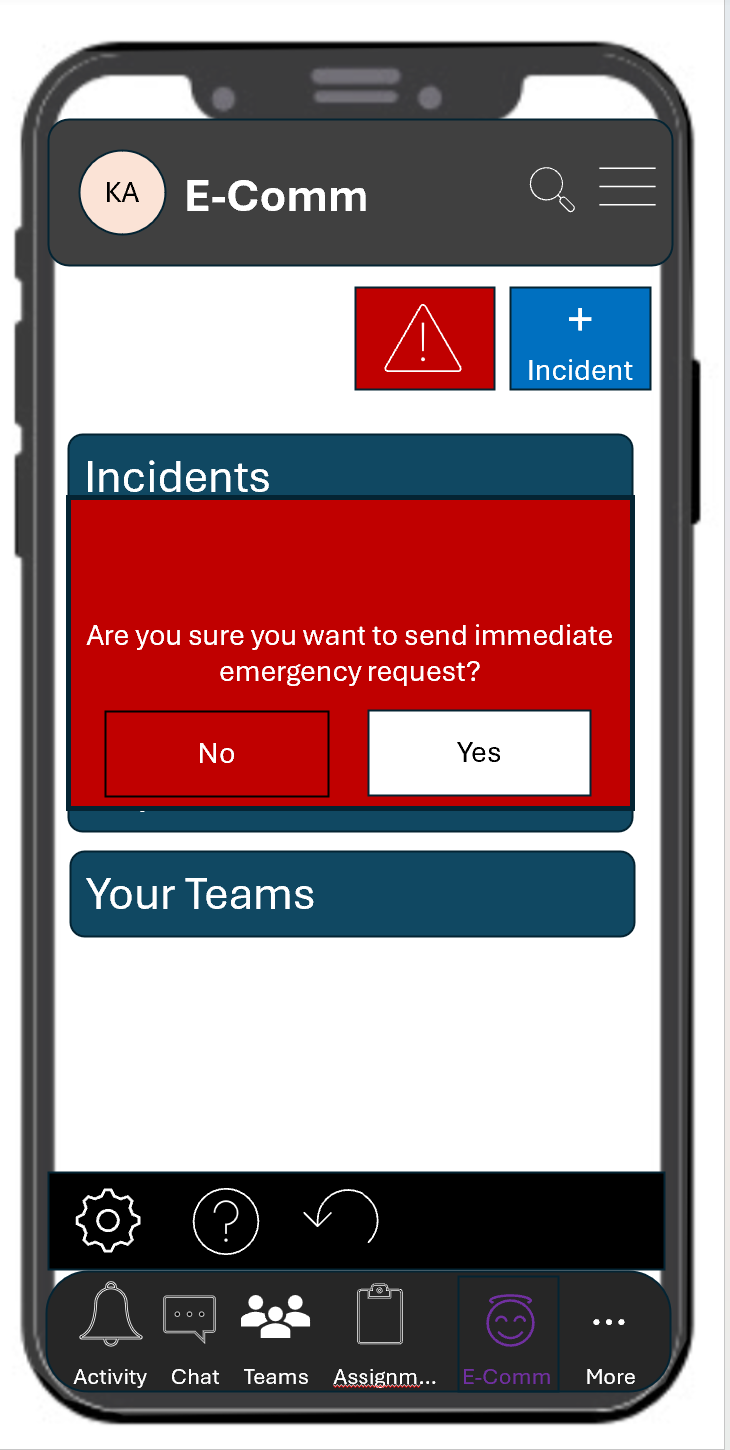 KA
E-Comm
+
Incident
Incidents
Are you sure you want to send immediate
emergency request?
No
Yes
Your Teams
Activity
Chat
Teams
Assignm...
E-Comm
More